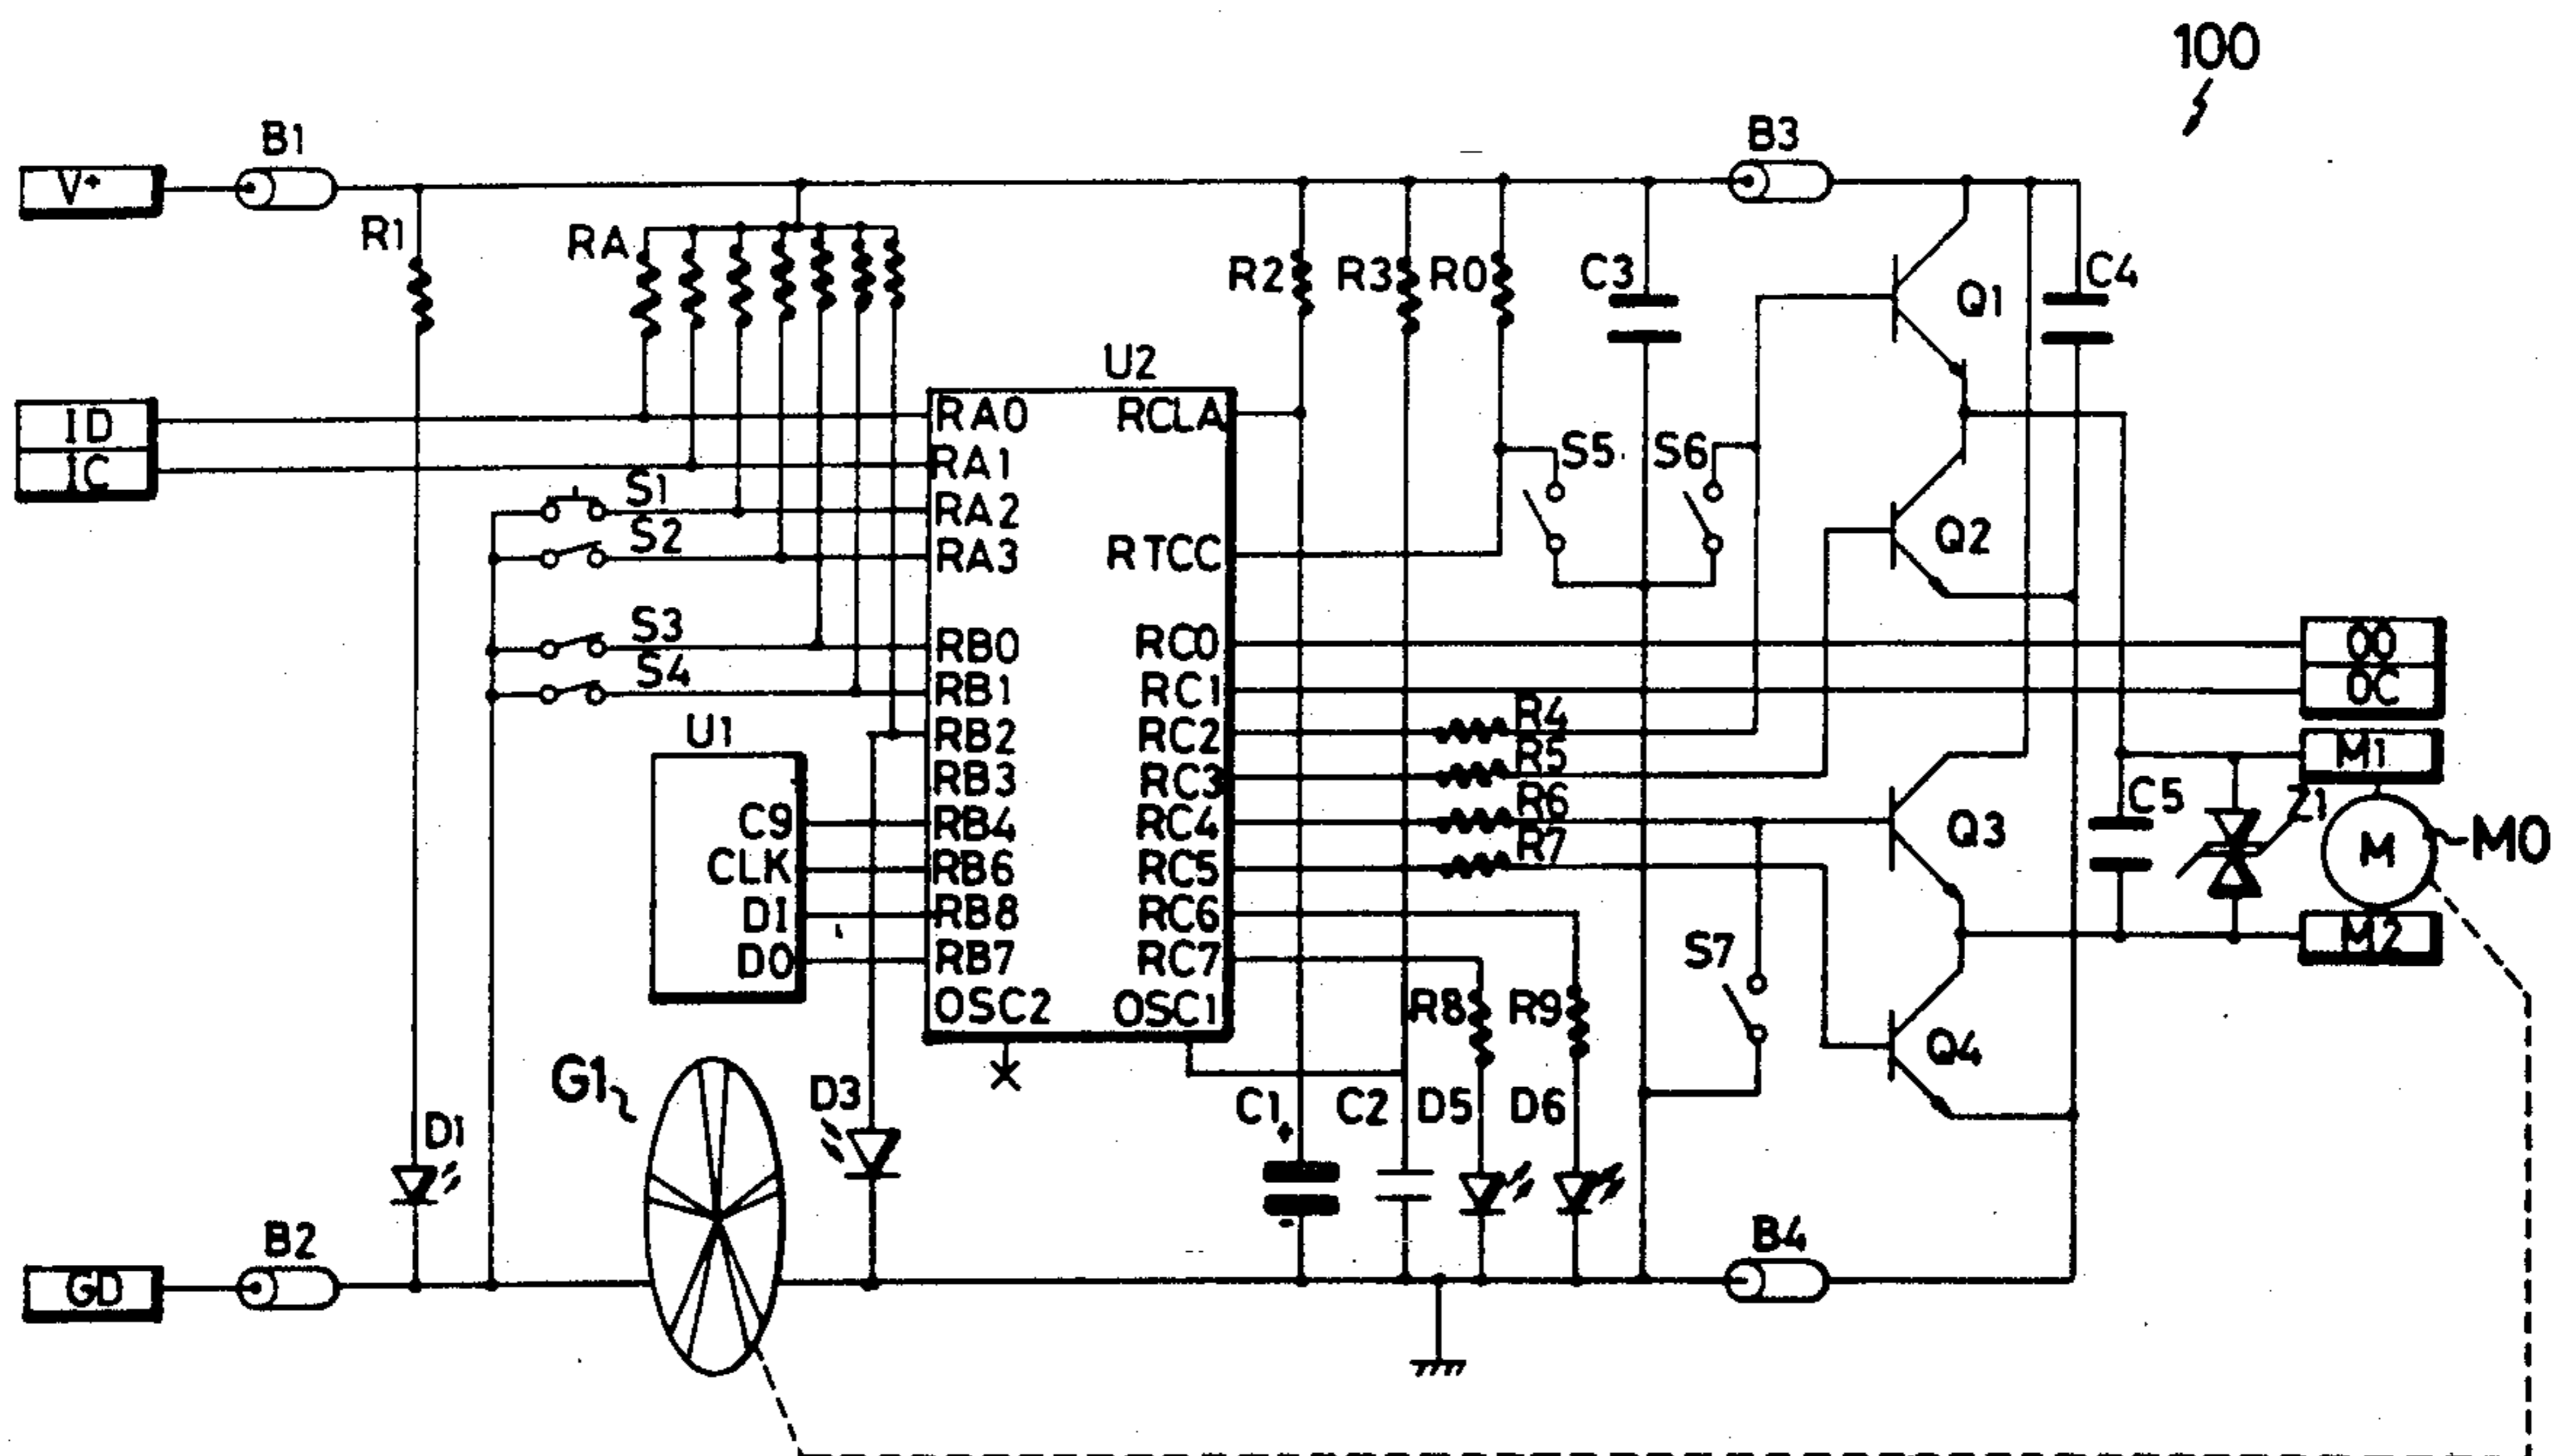 100
B1
B3
V+
R1
RA
R2
R3
R0
C3
C4
Q1
U2
ID
IC
RA0
RA1
RA2
RA3
RB0
RB1
RB2
RB3
RB4
RB6
RB8
RB7
OSC2
RCLA
RTCC
RC0
RC1
RC2
RC3
RC4
RC5
RC6
RC7
OSC1
S1
S2
S3
S4
S5
S6
Q2
U1
C9
CLK
DI
DO
R4
R5
R6
R7
OO
OC
M1
C5
Z1
M
M0
M2
Q3
S7
Q4
R8
R9
G1
D3
D1
C1
+
-
C2
D5
D6
B2
B4
GD